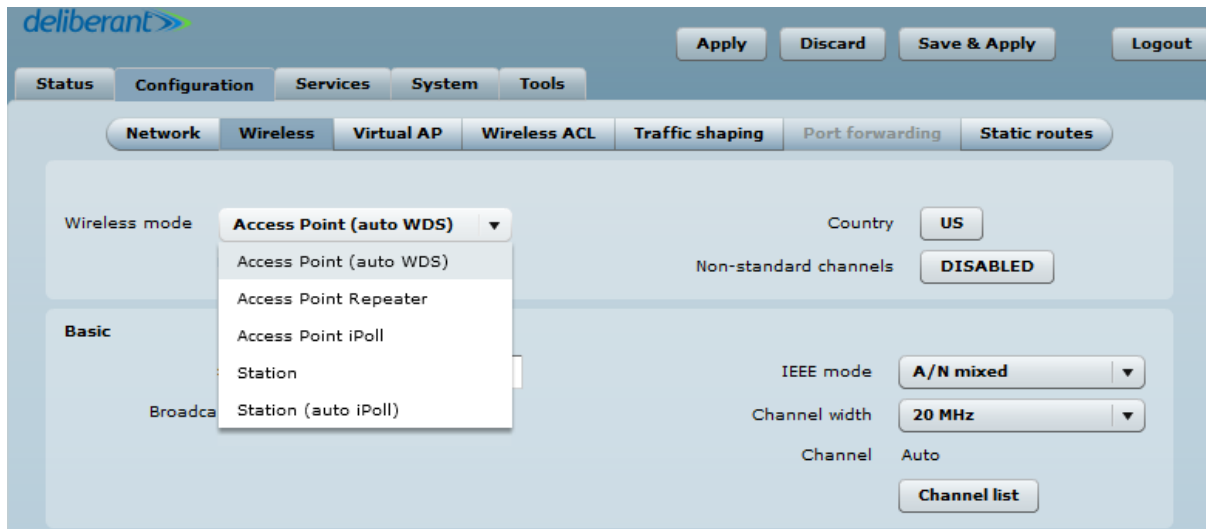 deliberant
Apply Discard Save & Apply Logout
Status Configuration Services System Tools
Network Wireless Virtual AP Wireless ACL Traffic shaping Port forwarding Static routes
Wireless mode Access Point (auto WDS) Country US
Access Point (auto WDS) Non-standard channels DISABLED
Access Point Repeater
Basic Access Point iPoll
Station IEEE mode A/N mixed
Broadca Station (auto iPoll) Channel width 20 MHz
Channel Auto
Channel list